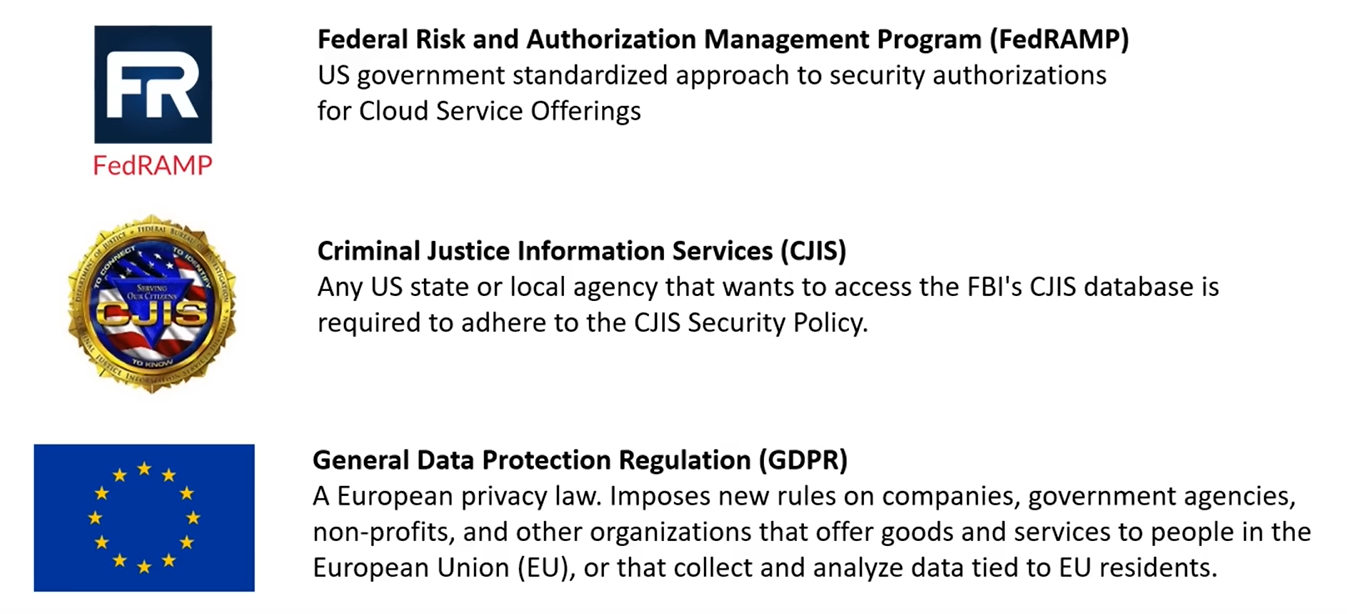 FR
FedRAMP
Federal Risk and Authorization Management Program (FedRAMP)
US government standardized approach to security authorizations
for Cloud Service Offerings
DEPARTMENT OF JUSTICE • FEDERAL BUREAU OF INVESTIGATION
TO CONNECT
TO IDENTIFY
SERVING
OUR CITIZENS
CJIS
TO KNOW
CRIMINAL JUSTICE INFORMATION SERVICES
Criminal Justice Information Services (CJIS)
Any US state or local agency that wants to access the FBI's CJIS database is
required to adhere to the CJIS Security Policy.
General Data Protection Regulation (GDPR)
A European privacy law. Imposes new rules on companies, government agencies,
non-profits, and other organizations that offer goods and services to people in the
European Union (EU), or that collect and analyze data tied to EU residents.